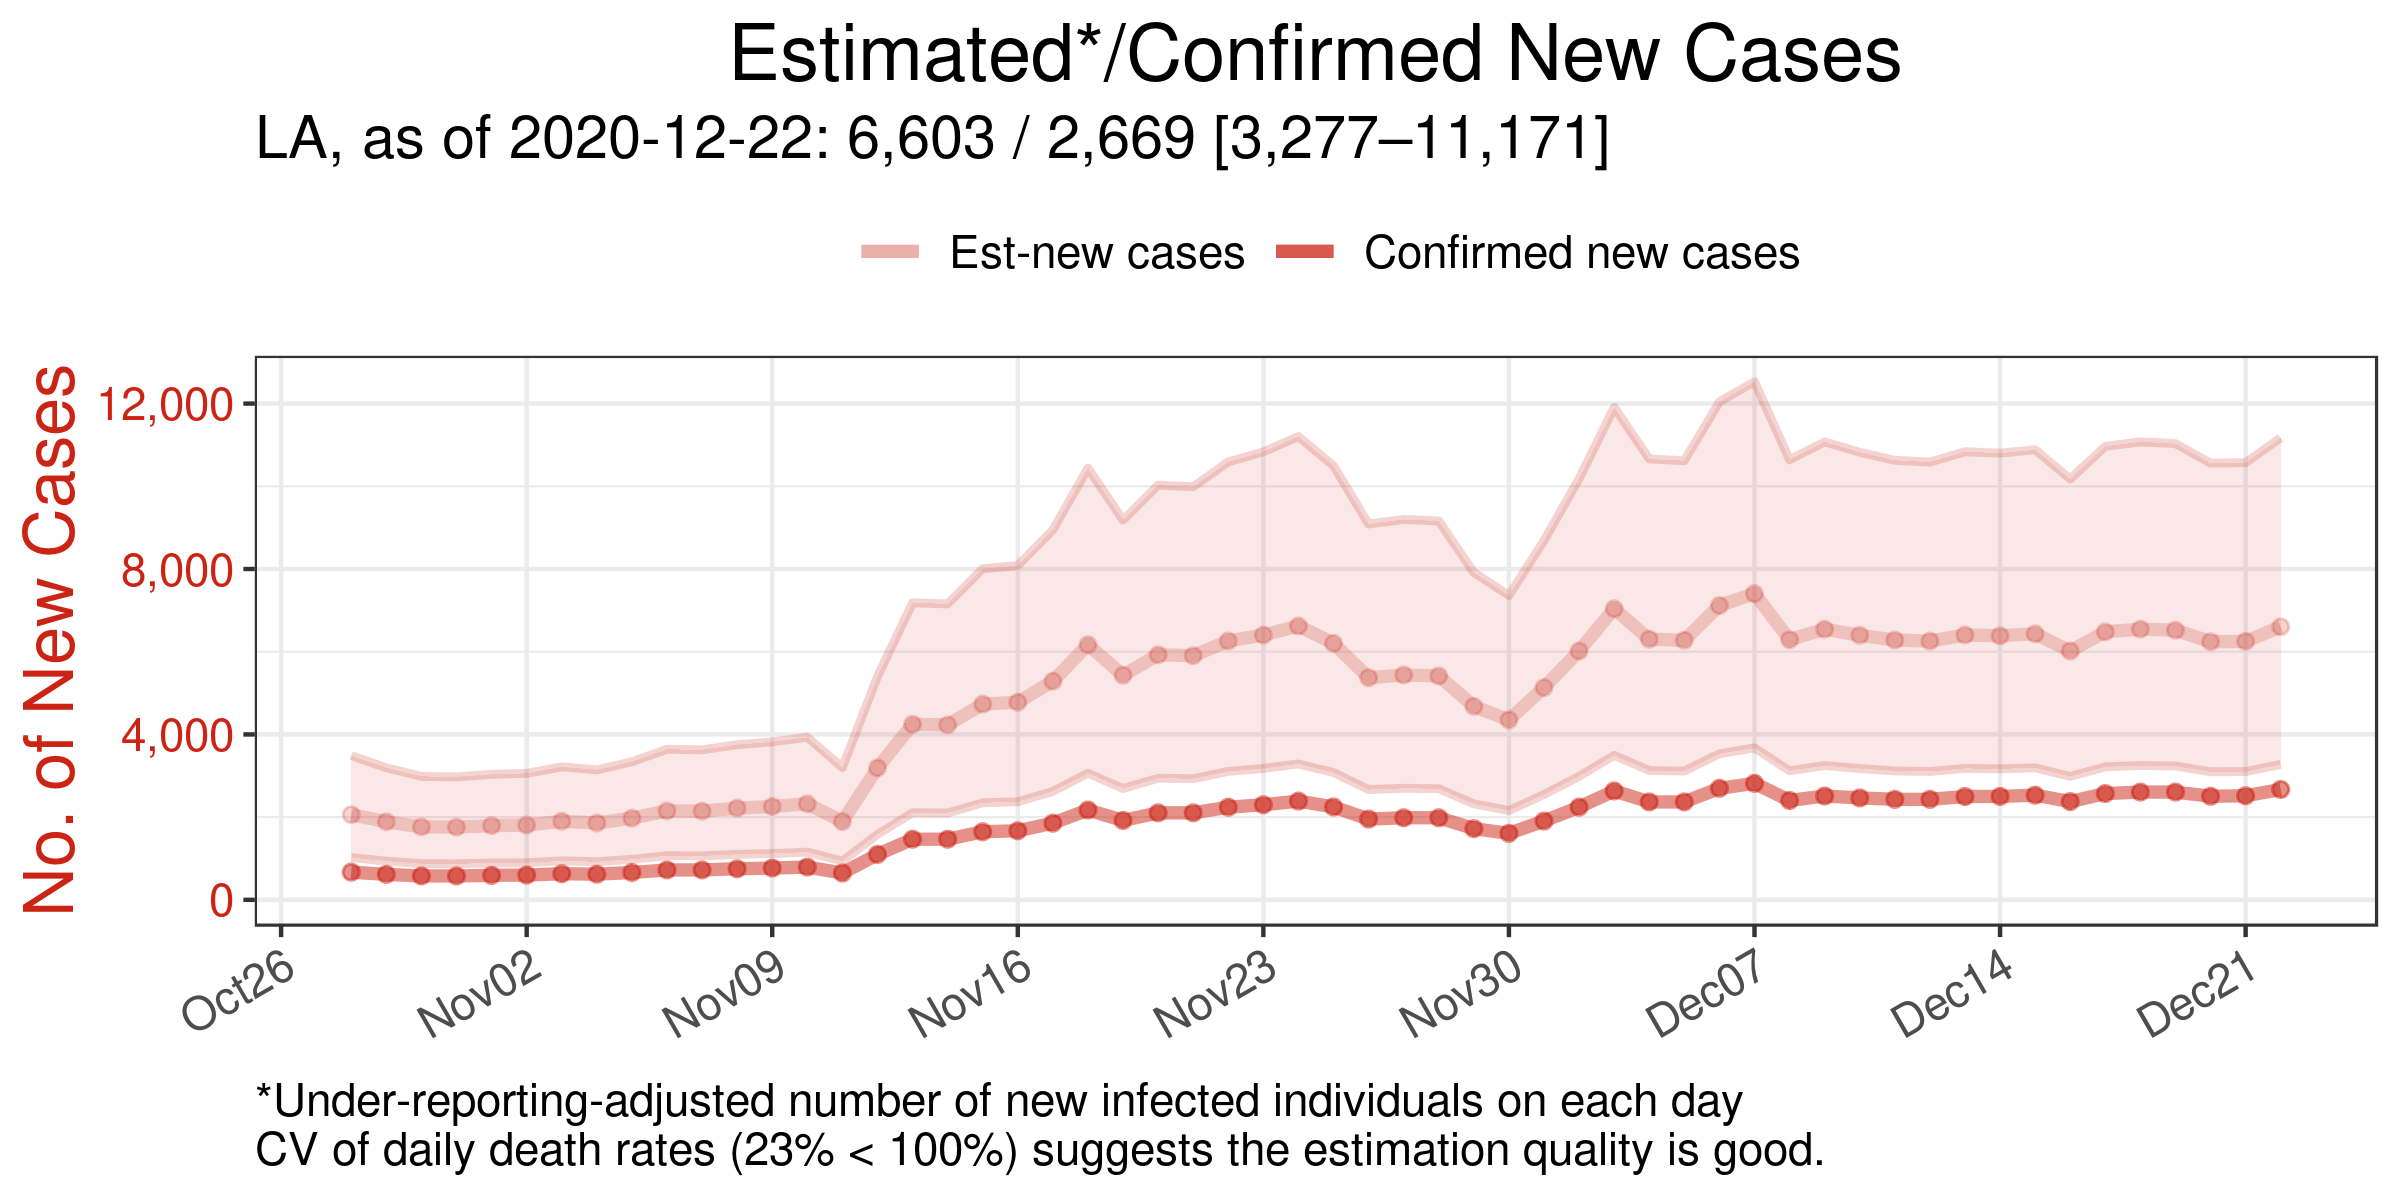 Estimated*/Confirmed New Cases
LA, as of 2020-12-22: 6,603 / 2,669 [3,277–11,171]
Est-new cases Confirmed new cases
No. of New Cases
12,000
8,000
4,000
0
Oct26 Nov02 Nov09 Nov16 Nov23 Nov30 Dec07 Dec14 Dec21
*Under-reporting-adjusted number of new infected individuals on each day
CV of daily death rates (23% < 100%) suggests the estimation quality is good.